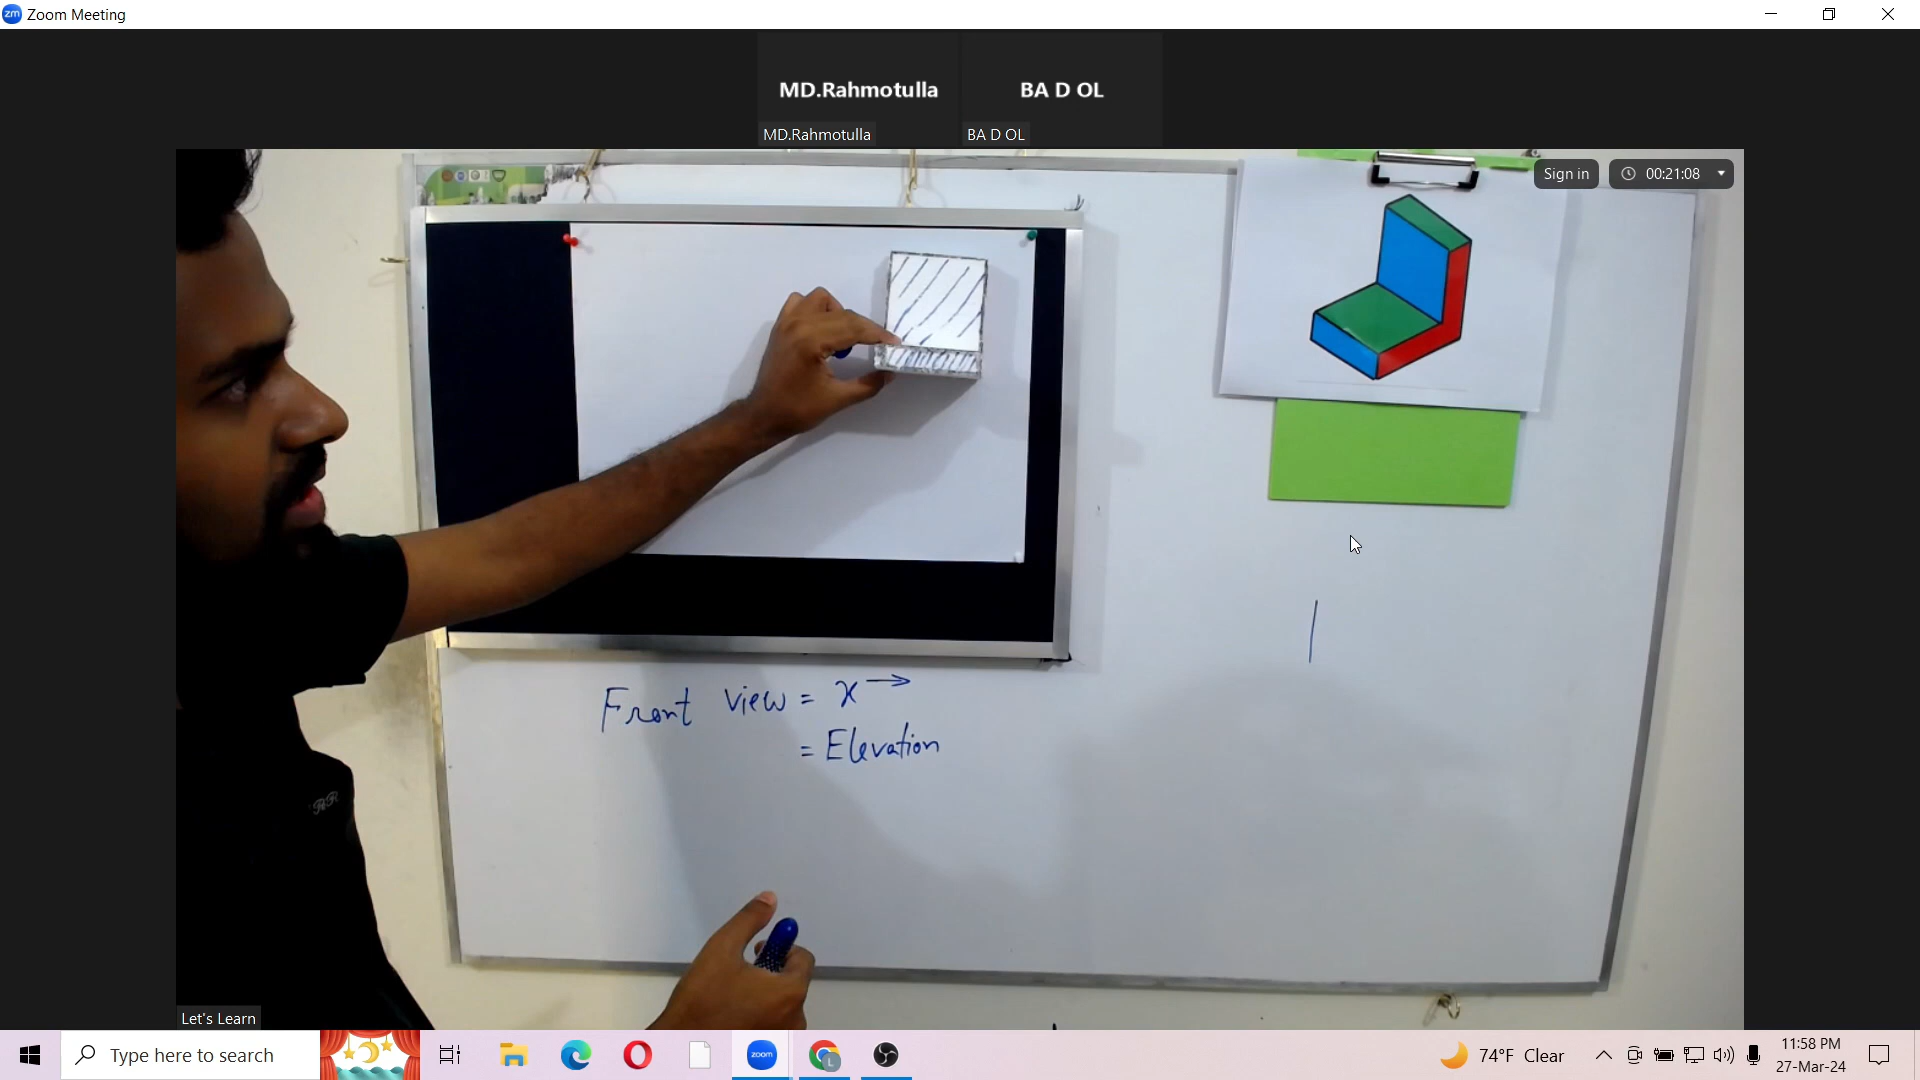 Zoom Meeting
MD.Rahmotulla
BA D OL
MD.Rahmotulla
BA D OL
Sign in
00:21:08
Front view = x →
= Elevation
Let's Learn
Type here to search
zoom
L
74°F Clear
11:58 PM
27-Mar-24